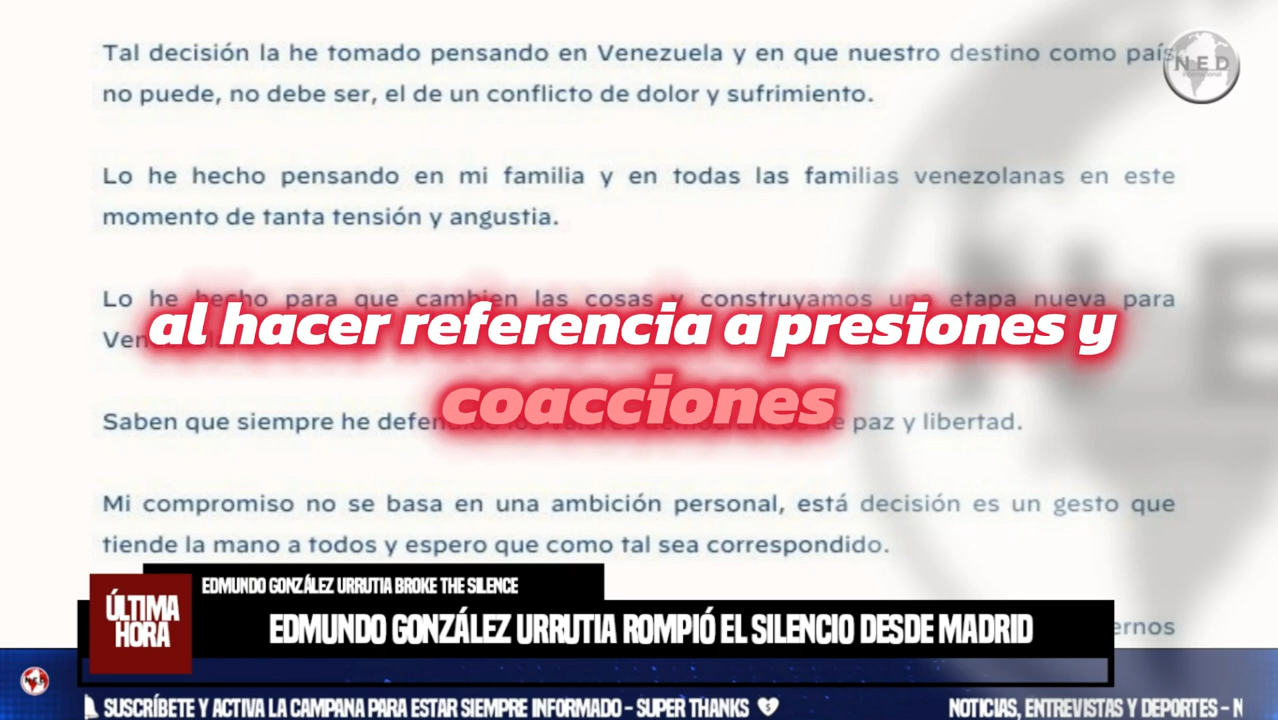 Tal decisión la he tomado pensando en Venezuela y en que nuestro destino como país
no puede, no debe ser, el de un conflicto de dolor y sufrimiento.
NED
Lo he hecho pensando en mi familia y en todas las familias venezolanas en este
momento de tanta tensión y angustia.
Lo he hecho para que cambien las cosas y construyamos una etapa nueva para
al hacer referencia a presiones y
coacciones
Saben que siempre he de paz y libertad.
Mi compromiso no se basa en una ambición personal, está decisión es un gesto que
tiende la mano a todos y espero que como tal sea correspondido.
EDMUNDO GONZÁLEZ URRUTIA BROKE THE SILENCE
ÚLTIMA
HORA
EDMUNDO GONZÁLEZ URRUTIA ROMPIÓ EL SILENCIO DESDE MADRID
SUSCRÍBETE Y ACTIVA LA CAMPANA PARA ESTAR SIEMPRE INFORMADO - SUPER THANKS
NOTICIAS, ENTREVISTAS Y DEPORTES - N